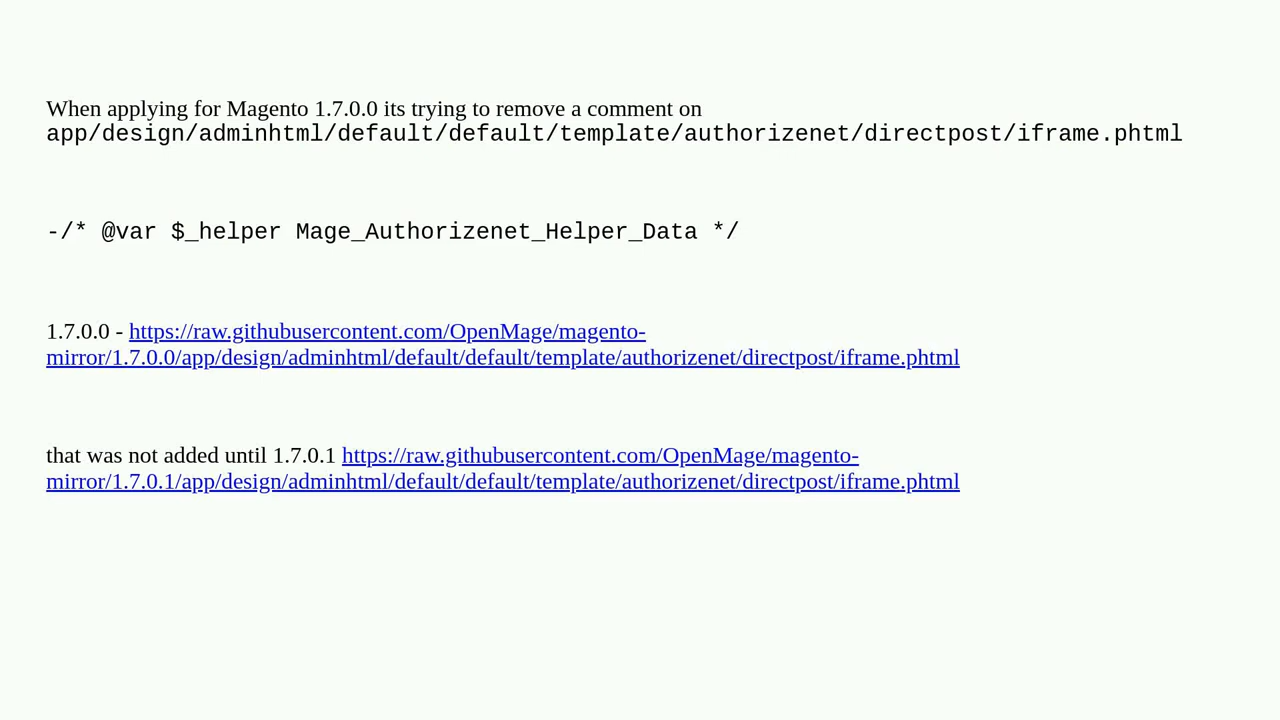 When applying for Magento 1.7.0.0 its trying to remove a comment on
app/design/adminhtml/default/default/template/authorizenet/directpost/iframe.phtml
-/* @var $_helper Mage_Authorizenet_Helper_Data */
1.7.0.0 - https://raw.githubusercontent.com/OpenMage/magento-
mirror/1.7.0.0/app/design/adminhtml/default/default/template/authorizenet/directpost/iframe.phtml
that was not added until 1.7.0.1 https://raw.githubusercontent.com/OpenMage/magento-
mirror/1.7.0.1/app/design/adminhtml/default/default/template/authorizenet/directpost/iframe.phtml